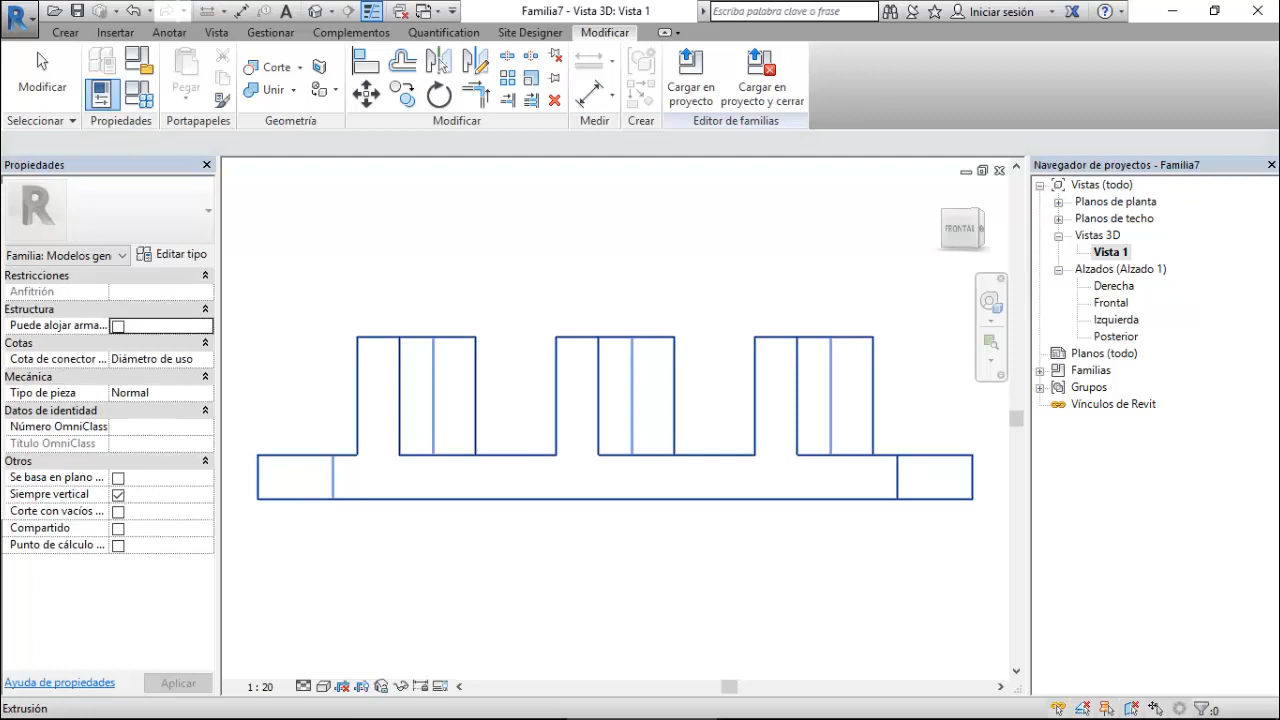 Familia7 - Vista 3D: Vista 1
Escriba palabra clave o frase
Iniciar sesión
Crear
Insertar
Anotar
Vista
Gestionar
Complementos
Quantification
Site Designer
Modificar
Modificar
Pegar
Corte
Unir
Cargar en
proyecto
Cargar en
proyecto y cerrar
Seleccionar
Propiedades
Portapapeles
Geometría
Modificar
Medir
Crear
Editor de familias
Propiedades
Familia: Modelos gen
Editar tipo
Restricciones
Anfitrión
Estructura
Puede alojar arma...
Cotas
Cota de conector ...
Diámetro de uso
Mecánica
Tipo de pieza
Normal
Datos de identidad
Número OmniClass
Título OmniClass
Otros
Se basa en plano ...
Siempre vertical
Corte con vacíos ...
Compartido
Punto de cálculo ...
Ayuda de propiedades
Aplicar
Extrusión
FRONTAL
1 : 20
Navegador de proyectos - Familia7
Vistas (todo)
Planos de planta
Planos de techo
Vistas 3D
Vista 1
Alzados (Alzado 1)
Derecha
Frontal
Izquierda
Posterior
Planos (todo)
Familias
Grupos
Vínculos de Revit
:0